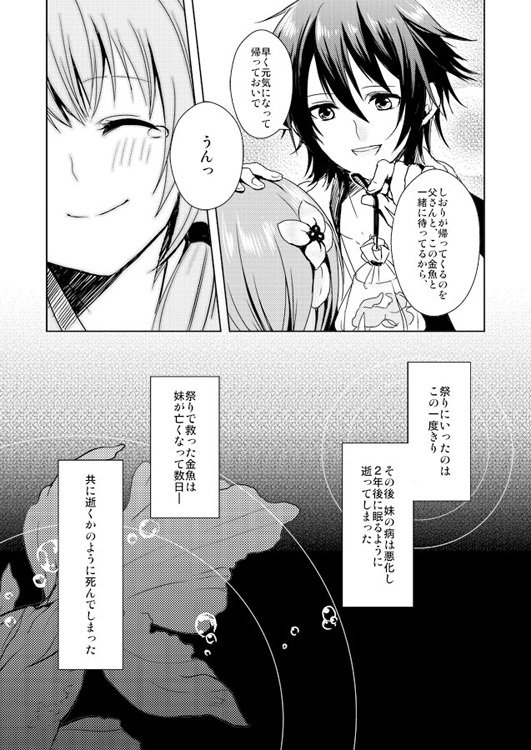 しおりが帰ってくるのを
父さんと、この金魚と
一緒に待ってるから、
早く元気になって
帰っておいで
うんっ
祭りにいったのは
この一度きり
その後 妹の病は悪化し
2年後に眠るように
逝ってしまった
祭りで救った金魚は
妹が亡くなって数日―
共に逝くかのように死んでしまった